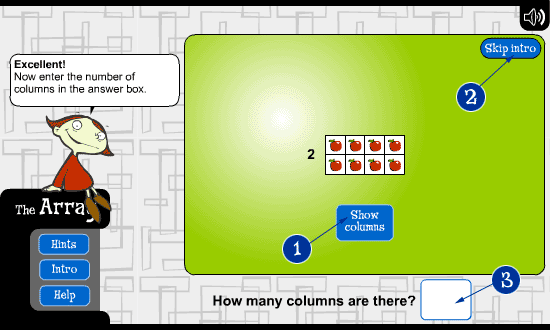 Excellent!
Now enter the number of
columns in the answer box.
Skip intro
2
2
Show
columns
1
The Array
Hints
Intro
Help
How many columns are there?
3